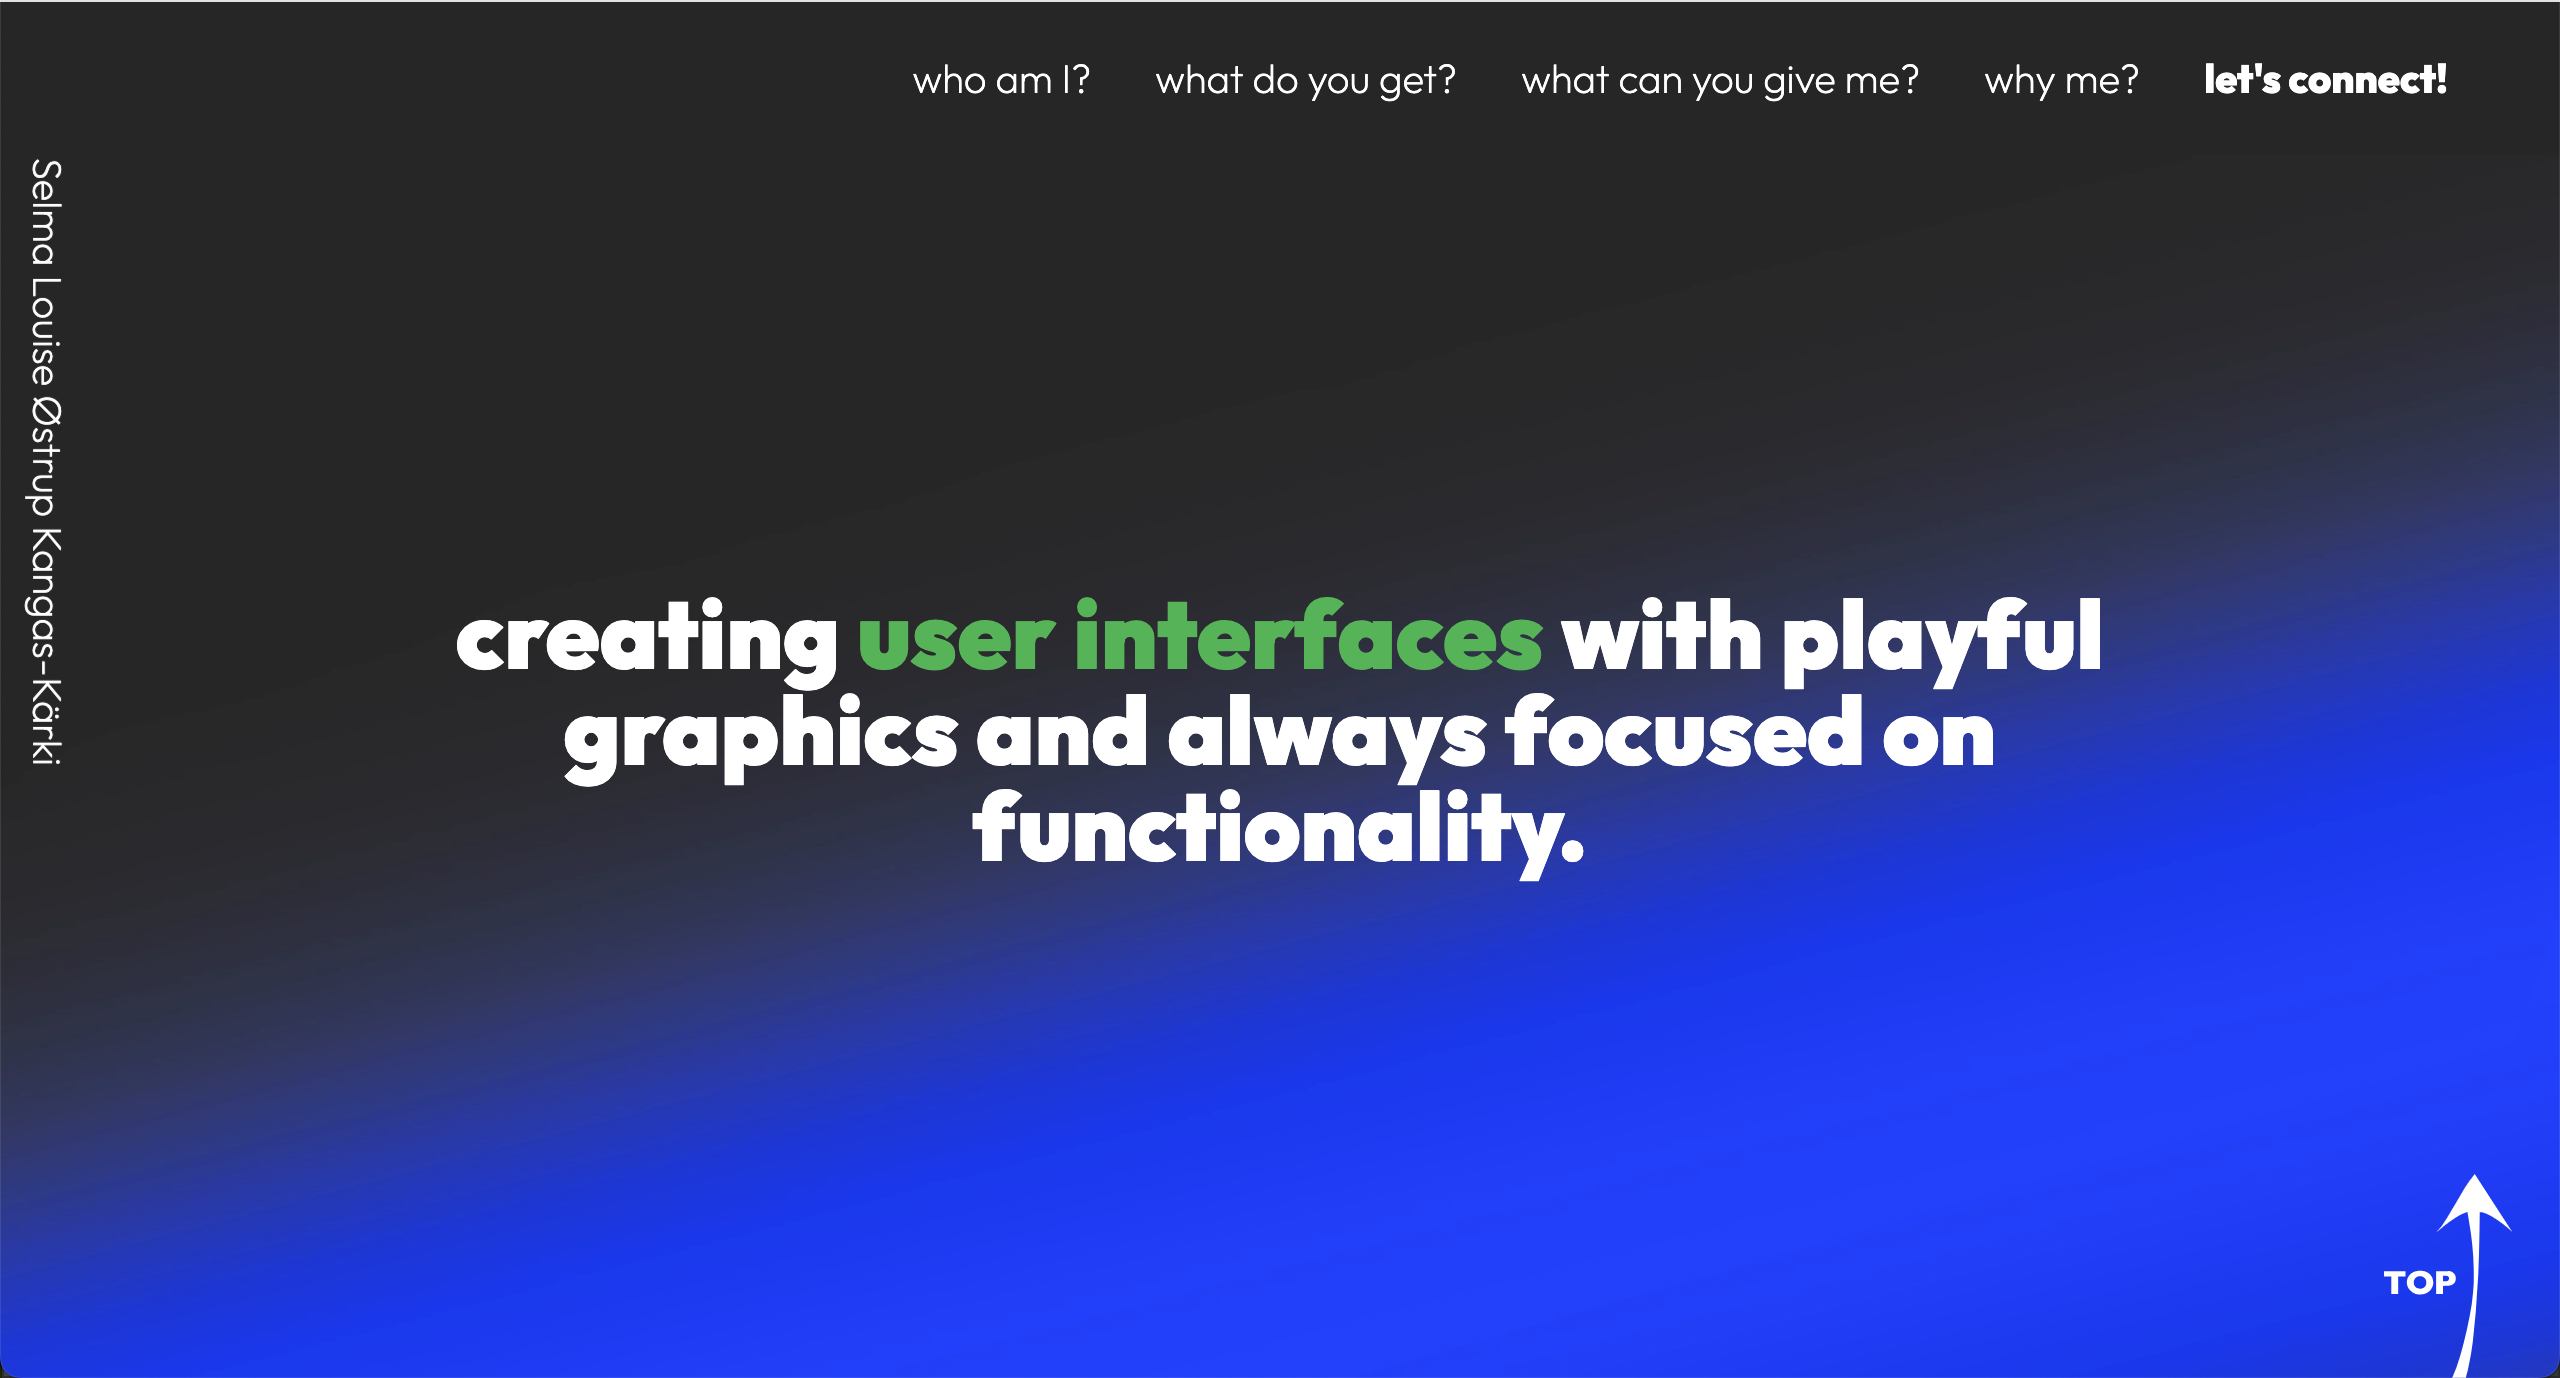 who am I?
what do you get?
what can you give me?
why me?
let's connect!
Selma Louise Østrup Kangas-Kärki
creating user interfaces with playful
graphics and always focused on
functionality.
TOP